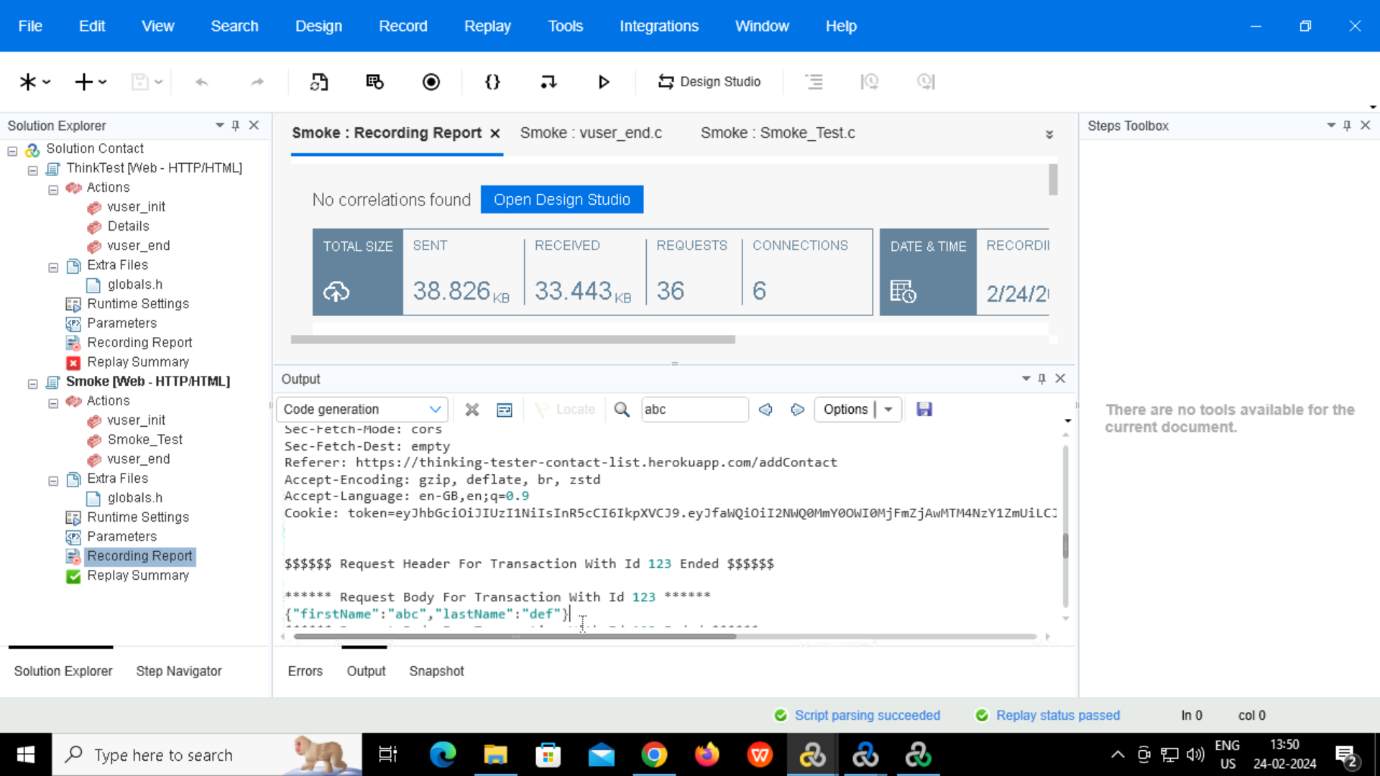 File Edit View Search Design Record Replay Tools Integrations Window Help
{} Design Studio
Solution Explorer
Solution Contact
ThinkTest [Web - HTTP/HTML]
Actions
vuser_init
Details
vuser_end
Extra Files
globals.h
Runtime Settings
Parameters
Recording Report
Replay Summary
Smoke [Web - HTTP/HTML]
Actions
vuser_init
Smoke_Test
vuser_end
Extra Files
globals.h
Runtime Settings
Parameters
Recording Report
Replay Summary
Solution Explorer Step Navigator
Smoke : Recording Report Smoke : vuser_end.c Smoke : Smoke_Test.c
No correlations found Open Design Studio
TOTAL SIZE SENT RECEIVED REQUESTS CONNECTIONS DATE & TIME RECORDI
38.826 KB 33.443 KB 36 6 2/24/2
Output
Code generation Locate abc Options
Sec-Fetch-Mode: cors
Sec-Fetch-Dest: empty
Referer: https://thinking-tester-contact-list.herokuapp.com/addContact
Accept-Encoding: gzip, deflate, br, zstd
Accept-Language: en-GB,en;q=0.9
Cookie: token=eyJhbGciOiJIUzI1NiIsInR5cCI6IkpXVCJ9.eyJfaWQiOiI2NWQ0MmY0OWI0MjFmZjAwMTM4NzY1ZmUiLCJ
$$$$$$ Request Header For Transaction With Id 123 Ended $$$$$$
****** Request Body For Transaction With Id 123 ******
{"firstName":"abc","lastName":"def"}
Errors Output Snapshot
Steps Toolbox
There are no tools available for the
current document.
Script parsing succeeded Replay status passed ln 0 col 0
Type here to search
ENG
US
13:50
24-02-2024
2